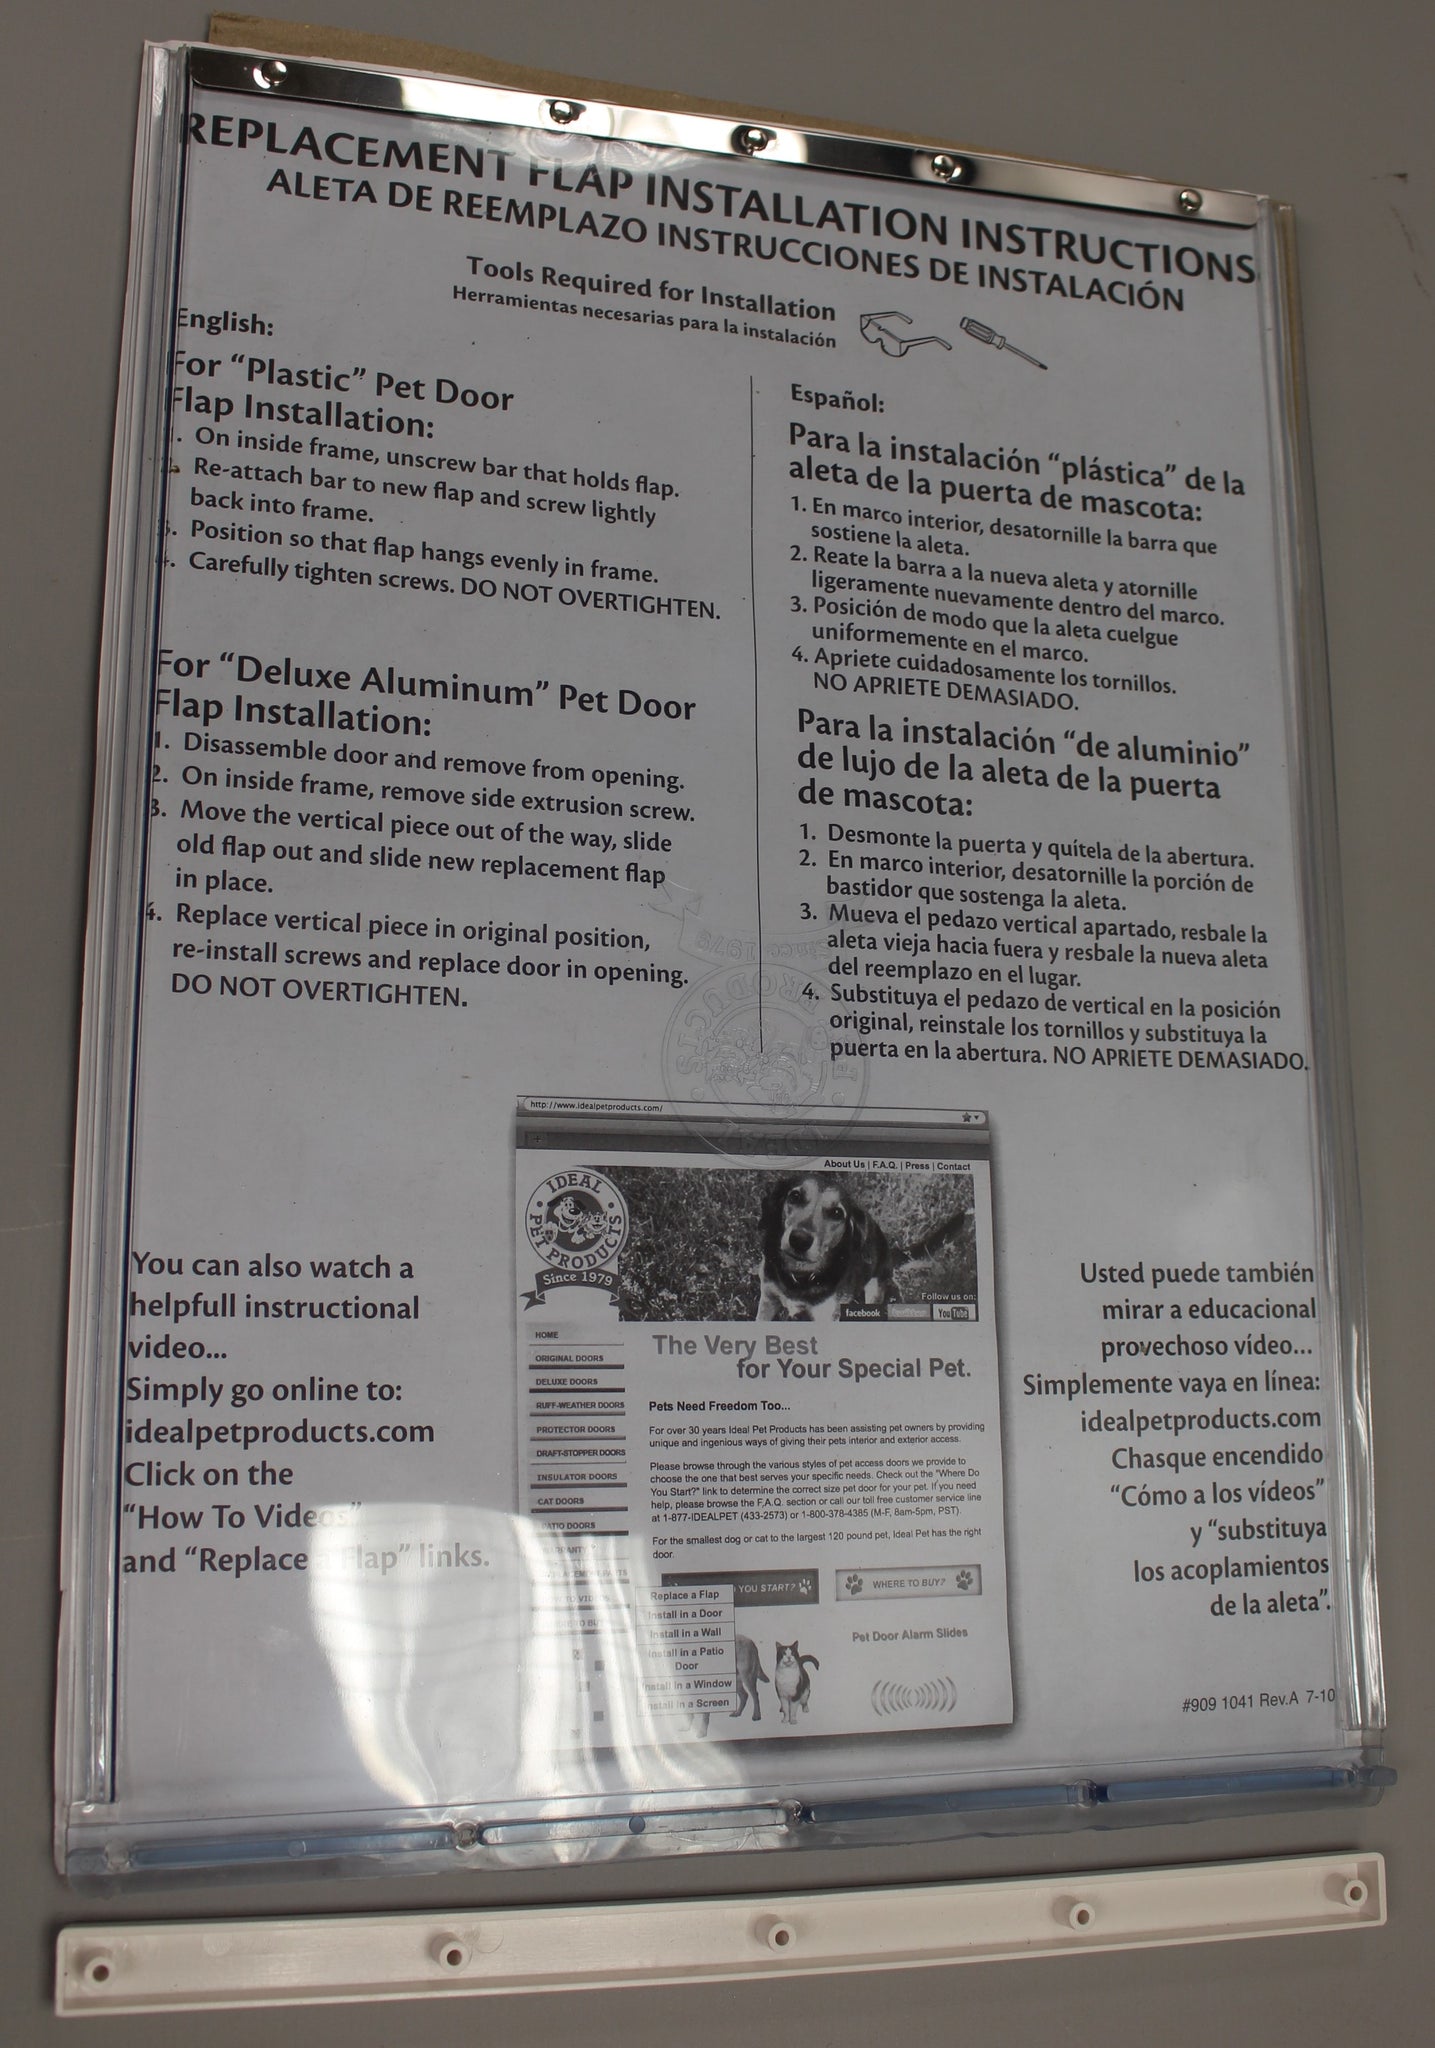 REPLACEMENT FLAP INSTALLATION INSTRUCTIONS
ALETA DE REEMPLAZO INSTRUCCIONES DE INSTALACIÓN
Tools Required for Installation
Herramientas necesarias para la instalación
English:
For “Plastic” Pet Door
Flap Installation:
1. On inside frame, unscrew bar that holds flap.
2. Re-attach bar to new flap and screw lightly
back into frame.
3. Position so that flap hangs evenly in frame.
4. Carefully tighten screws. DO NOT OVERTIGHTEN.
For “Deluxe Aluminum” Pet Door
Flap Installation:
1. Disassemble door and remove from opening.
2. On inside frame, remove side extrusion screw.
3. Move the vertical piece out of the way, slide
old flap out and slide new replacement flap
in place.
4. Replace vertical piece in original position,
re-install screws and replace door in opening.
DO NOT OVERTIGHTEN.
Español:
Para la instalación “plástica” de la
aleta de la puerta de mascota:
1. En marco interior, desatornille la barra que
sostiene la aleta.
2. Reate la barra a la nueva aleta y atornille
ligeramente nuevamente dentro del marco.
3. Posición de modo que la aleta cuelgue
uniformemente en el marco.
4. Apriete cuidadosamente los tornillos.
NO APRIETE DEMASIADO.
Para la instalación “de aluminio”
de lujo de la aleta de la puerta
de mascota:
1. Desmonte la puerta y quítela de la abertura.
2. En marco interior, desatornille la porción de
bastidor que sostenga la aleta.
3. Mueva el pedazo vertical apartado, resbale la
aleta vieja hacia fuera y resbale la nueva aleta
del reemplazo en el lugar.
4. Substituya el pedazo de vertical en la posición
original, reinstale los tornillos y substituya la
puerta en la abertura. NO APRIETE DEMASIADO.
Since 1979
IDEAL PET PRODUCTS
You can also watch a
helpfull instructional
video...
Simply go online to:
idealpetproducts.com
Click on the
“How To Videos”
and “Replace a Flap” links.
http://www.idealpetproducts.com/
About Us | F.A.Q. | Press | Contact
IDEAL
PET PRODUCTS
Since 1979
Follow us on:
facebook YouTube
HOME
ORIGINAL DOORS
DELUXE DOORS
RUFF-WEATHER DOORS
PROTECTOR DOORS
DRAFT-STOPPER DOORS
INSULATOR DOORS
CAT DOORS
PATIO DOORS
WARRANTY
REPLACEMENT PARTS
HOW TO VIDEOS
WHERE TO BUY
The Very Best
for Your Special Pet.
Pets Need Freedom Too...
For over 30 years Ideal Pet Products has been assisting pet owners by providing
unique and ingenious ways of giving their pets interior and exterior access.
Please browse through the various styles of pet access doors we provide to
choose the one that best serves your specific needs. Check out the "Where Do
You Start?" link to determine the correct size pet door for your pet. If you need
help, please browse the F.A.Q. section or call our toll free customer service line
at 1-877-IDEALPET (433-2573) or 1-800-378-4385 (M-F, 8am-5pm, PST).
For the smallest dog or cat to the largest 120 pound pet, Ideal Pet has the right
door.
YOU START?
WHERE TO BUY?
Replace a Flap
Install in a Door
Install in a Wall
Install in a Patio
Door
Install in a Window
Install in a Screen
Pet Door Alarm Slides
Usted puede también
mirar a educacional
provechoso vídeo...
Simplemente vaya en línea:
idealpetproducts.com
Chasque encendido
“Cómo a los vídeos”
y “substituya
los acoplamientos
de la aleta”.
#909 1041 Rev.A 7-10